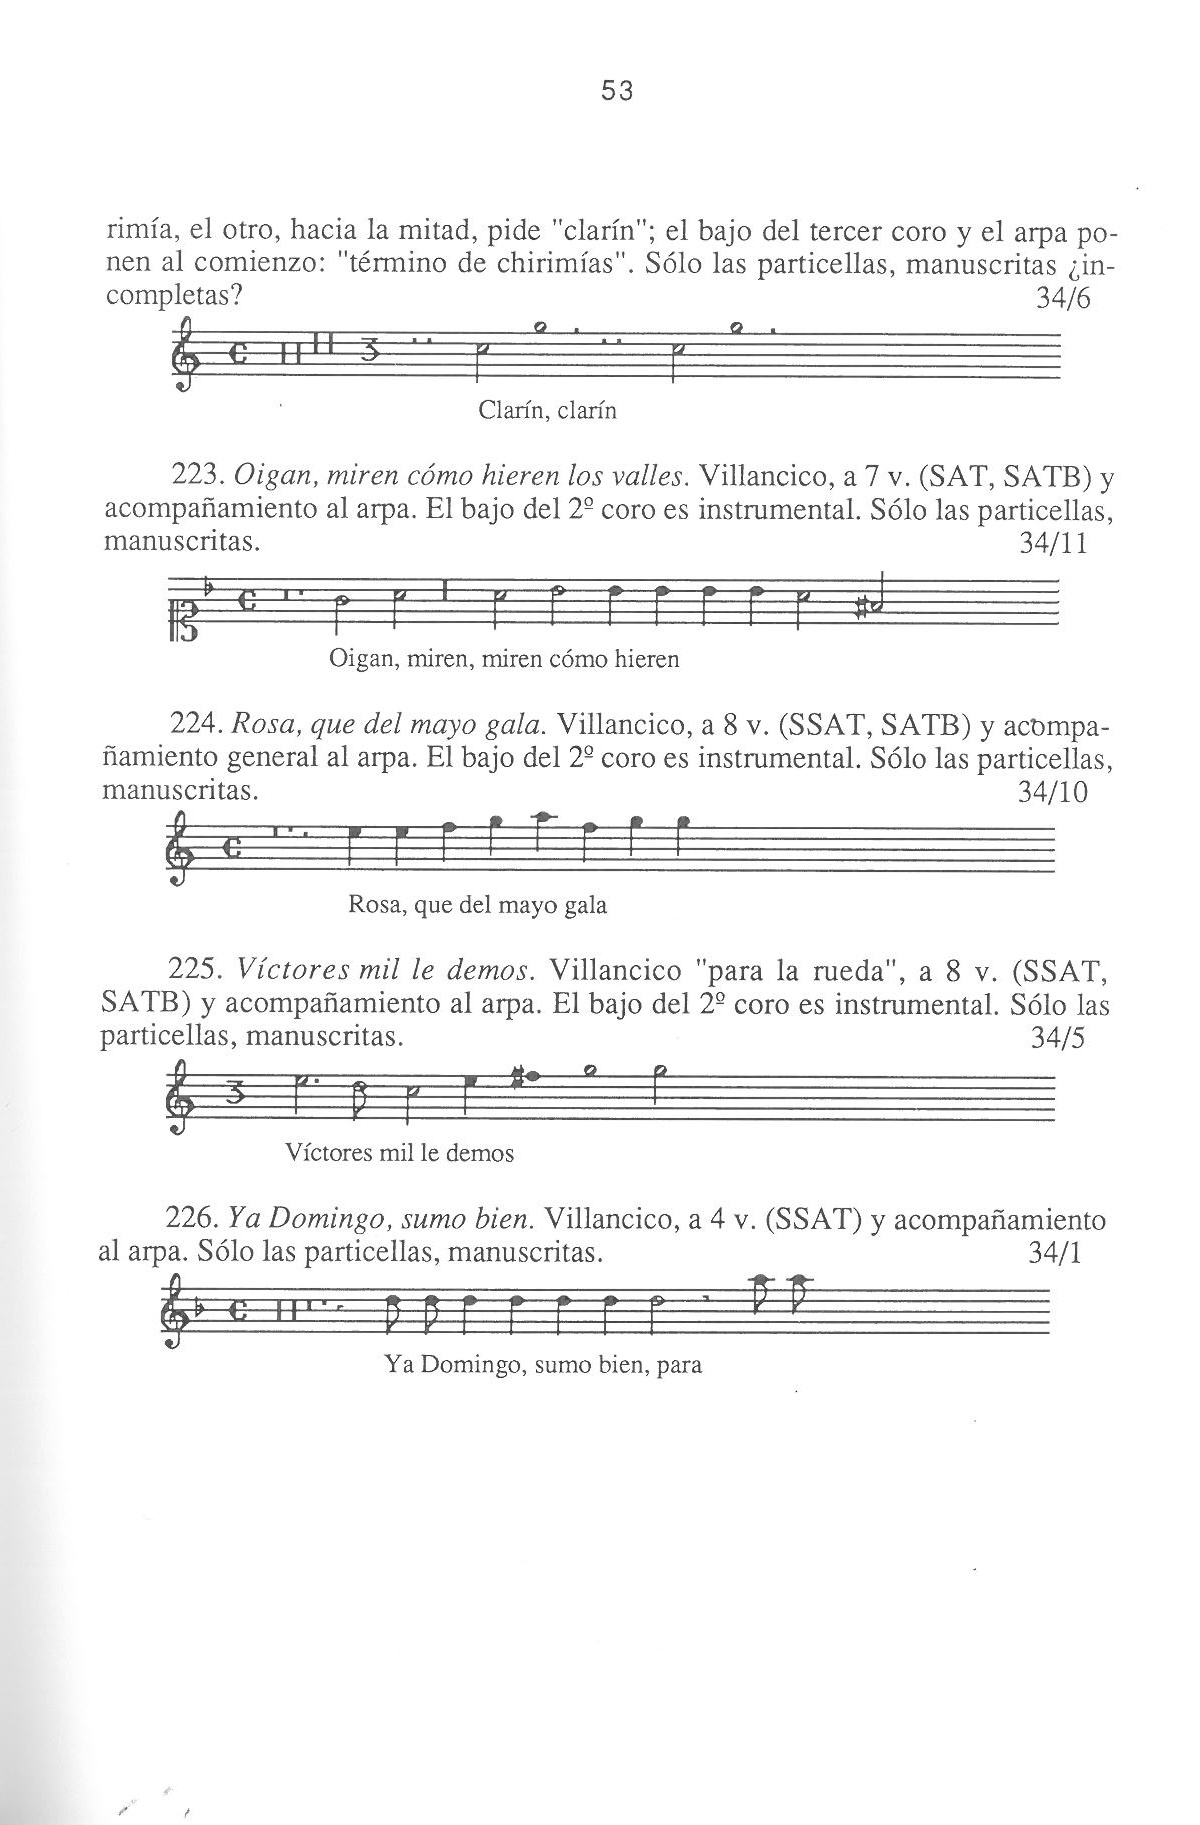 53
rimía, el otro, hacia la mitad, pide "clarín"; el bajo del tercer coro y el arpa po-
nen al comienzo: "término de chirimías". Sólo las particellas, manuscritas ¿in-
completas? 34/6
Clarín, clarín
223. Oigan, miren cómo hieren los valles. Villancico, a 7 v. (SAT, SATB) y
acompañamiento al arpa. El bajo del 2º coro es instrumental. Sólo las particellas,
manuscritas. 34/11
Oigan, miren, miren cómo hieren
224. Rosa, que del mayo gala. Villancico, a 8 v. (SSAT, SATB) y acompa-
ñamiento general al arpa. El bajo del 2º coro es instrumental. Sólo las particellas,
manuscritas. 34/10
Rosa, que del mayo gala
225. Víctores mil le demos. Villancico "para la rueda", a 8 v. (SSAT,
SATB) y acompañamiento al arpa. El bajo del 2º coro es instrumental. Sólo las
particellas, manuscritas. 34/5
Víctores mil le demos
226. Ya Domingo, sumo bien. Villancico, a 4 v. (SSAT) y acompañamiento
al arpa. Sólo las particellas, manuscritas. 34/1
Ya Domingo, sumo bien, para